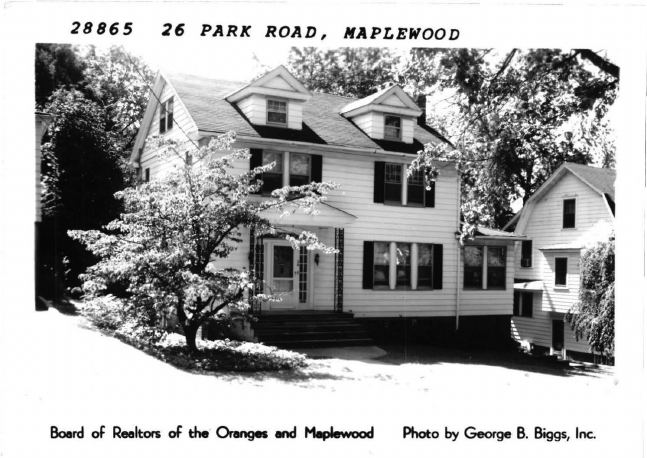 28865 26 PARK ROAD, MAPLEWOOD
Board of Realtors of the Oranges and Maplewood Photo by George B. Biggs, Inc.